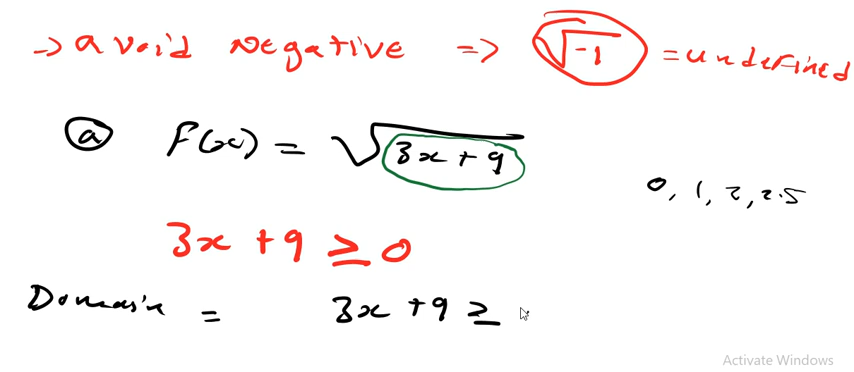 → avoid negative ⇒ √-1 = undefined
(a) F(x) = √3x + 9
0, 1, 2, 2.5
3x + 9 ≥ 0
Domain = 3x + 9 ≥
Activate Windows